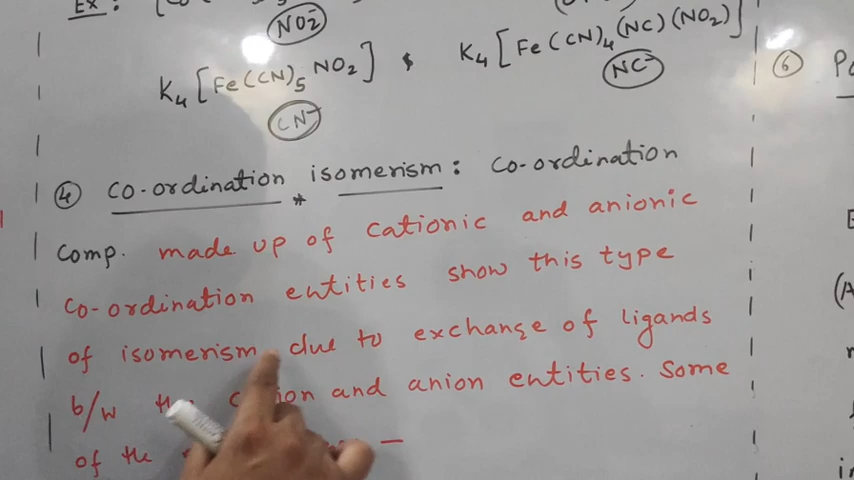 Ex :
NO2⁻
K4 [Fe(CN)5 NO2] & K4 [Fe(CN)4 (NC) (NO2)]
CN⁻ NC⁻
④ Co-ordination isomerism : Co-ordination
Comp. made up of cationic and anionic
Co-ordination entities show this type
of isomerism due to exchange of ligands
b/w the and anion entities. Some
of the —
⑥